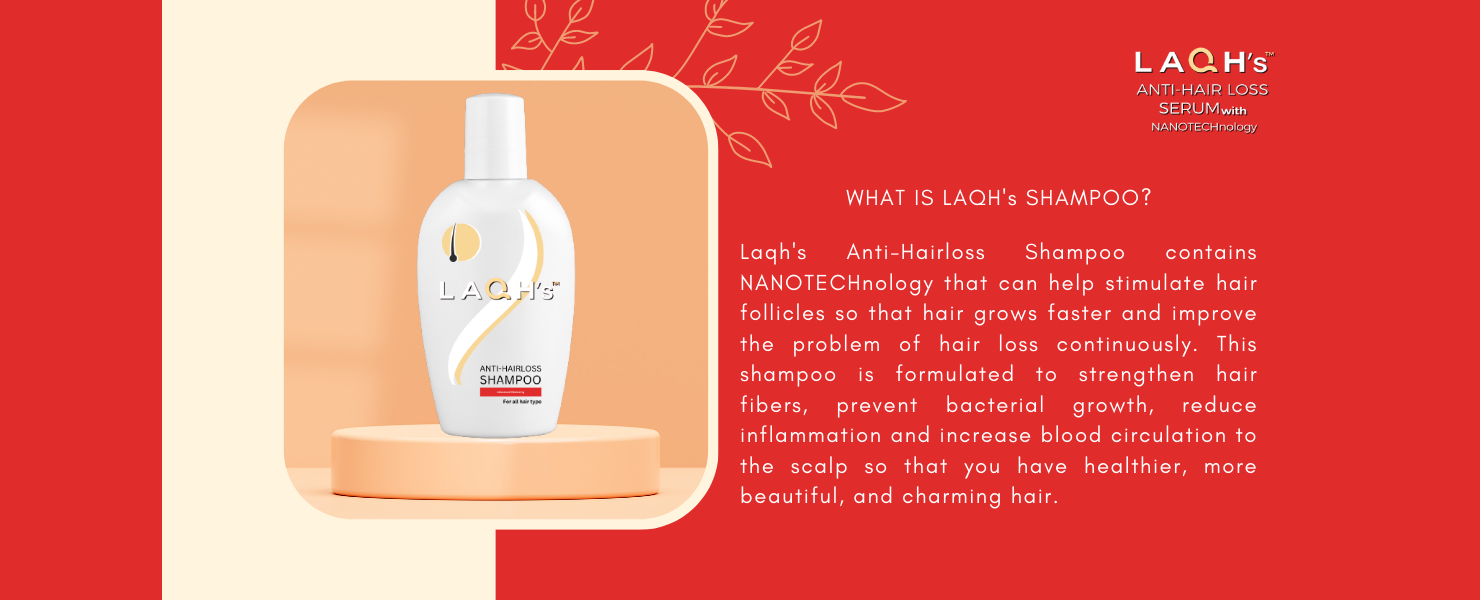 LAQH's™
ANTI-HAIR LOSS
SERUM with
NANOTECHnology
WHAT IS LAQH's SHAMPOO?
Laqh's Anti-Hairloss Shampoo contains
NANOTECHnology that can help stimulate hair
follicles so that hair grows faster and improve
the problem of hair loss continuously. This
shampoo is formulated to strengthen hair
fibers, prevent bacterial growth, reduce
inflammation and increase blood circulation to
the scalp so that you have healthier, more
beautiful, and charming hair.
LAQH's™
ANTI-HAIRLOSS
SHAMPOO
For all hair type